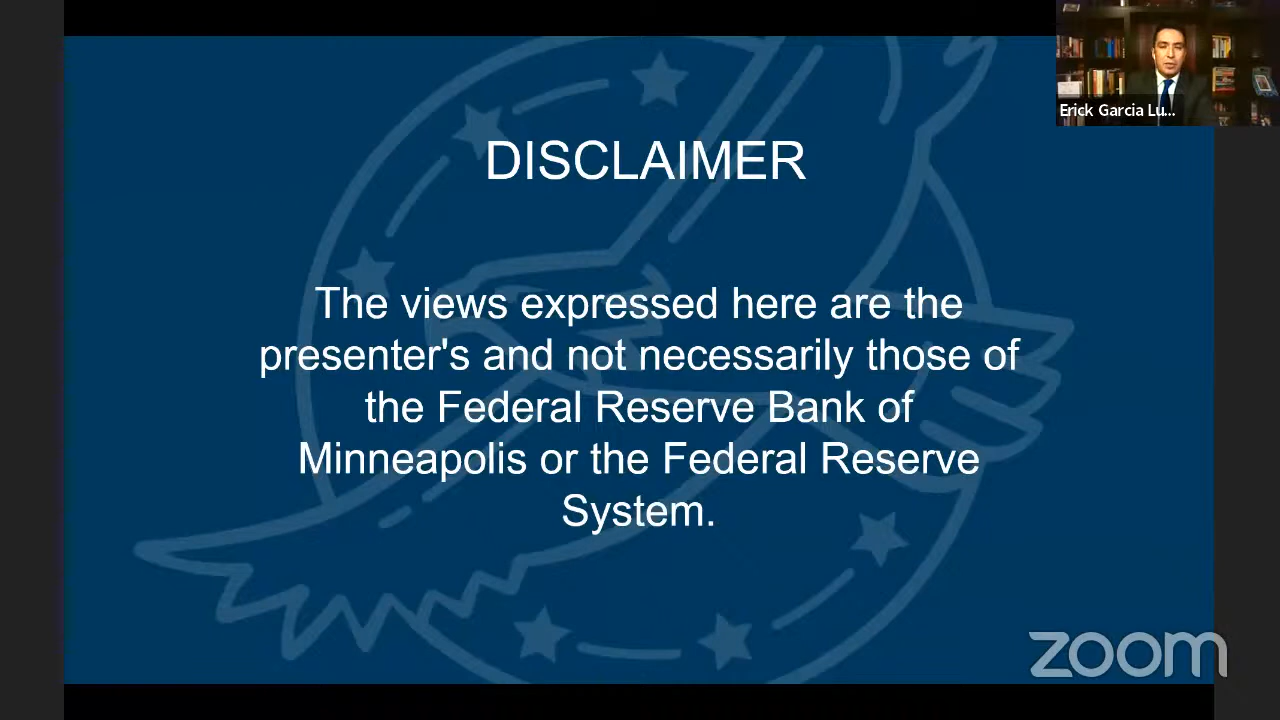 Erick Garcia Lu...
DISCLAIMER
The views expressed here are the
presenter's and not necessarily those of
the Federal Reserve Bank of
Minneapolis or the Federal Reserve
System.
zoom